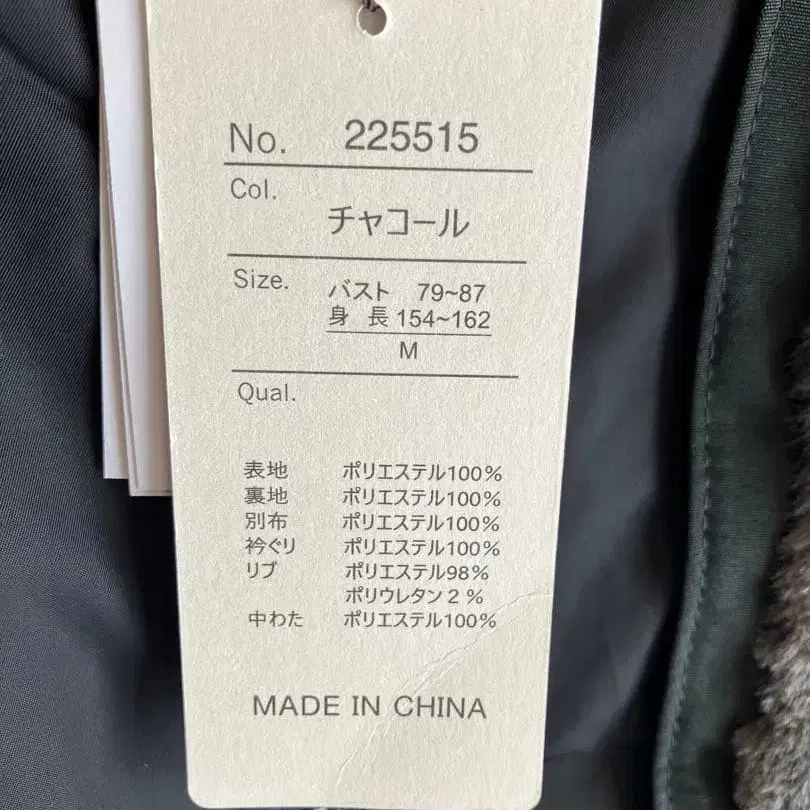 No. 225515
Col.
チャコール
Size. バスト 79~87
身 長 154~162
M
Qual.
表地 ポリエステル100%
裏地 ポリエステル100%
別布 ポリエステル100%
衿ぐり ポリエステル100%
リブ ポリエステル98%
ポリウレタン 2 %
中わた ポリエステル100%
MADE IN CHINA